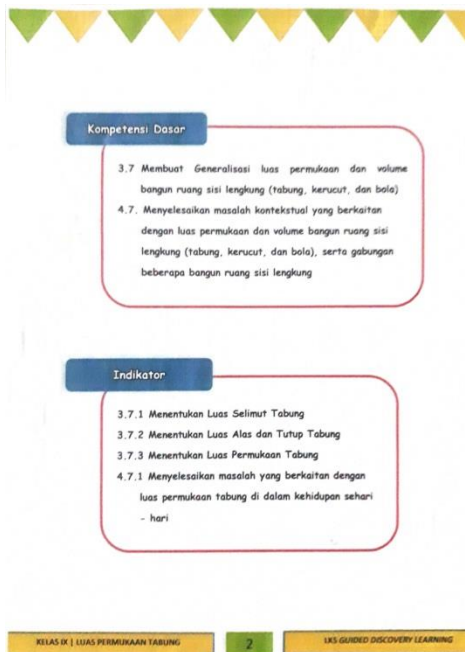 Kompetensi Dasar
3.7 Membuat Generalisasi luas permukaan dan volume
bangun ruang sisi lengkung (tabung, kerucut, dan bola)
4.7. Menyelesaikan masalah kontekstual yang berkaitan
dengan luas permukaan dan volume bangun ruang sisi
lengkung (tabung, kerucut, dan bola), serta gabungan
beberapa bangun ruang sisi lengkung
Indikator
3.7.1 Menentukan Luas Selimut Tabung
3.7.2 Menentukan Luas Alas dan Tutup Tabung
3.7.3 Menentukan Luas Permukaan Tabung
4.7.1 Menyelesaikan masalah yang berkaitan dengan
luas permukaan tabung di dalam kehidupan sehari
- hari
KELAS IX | LUAS PERMUKAAN TABUNG
2
LKS GUIDED DISCOVERY LEARNING